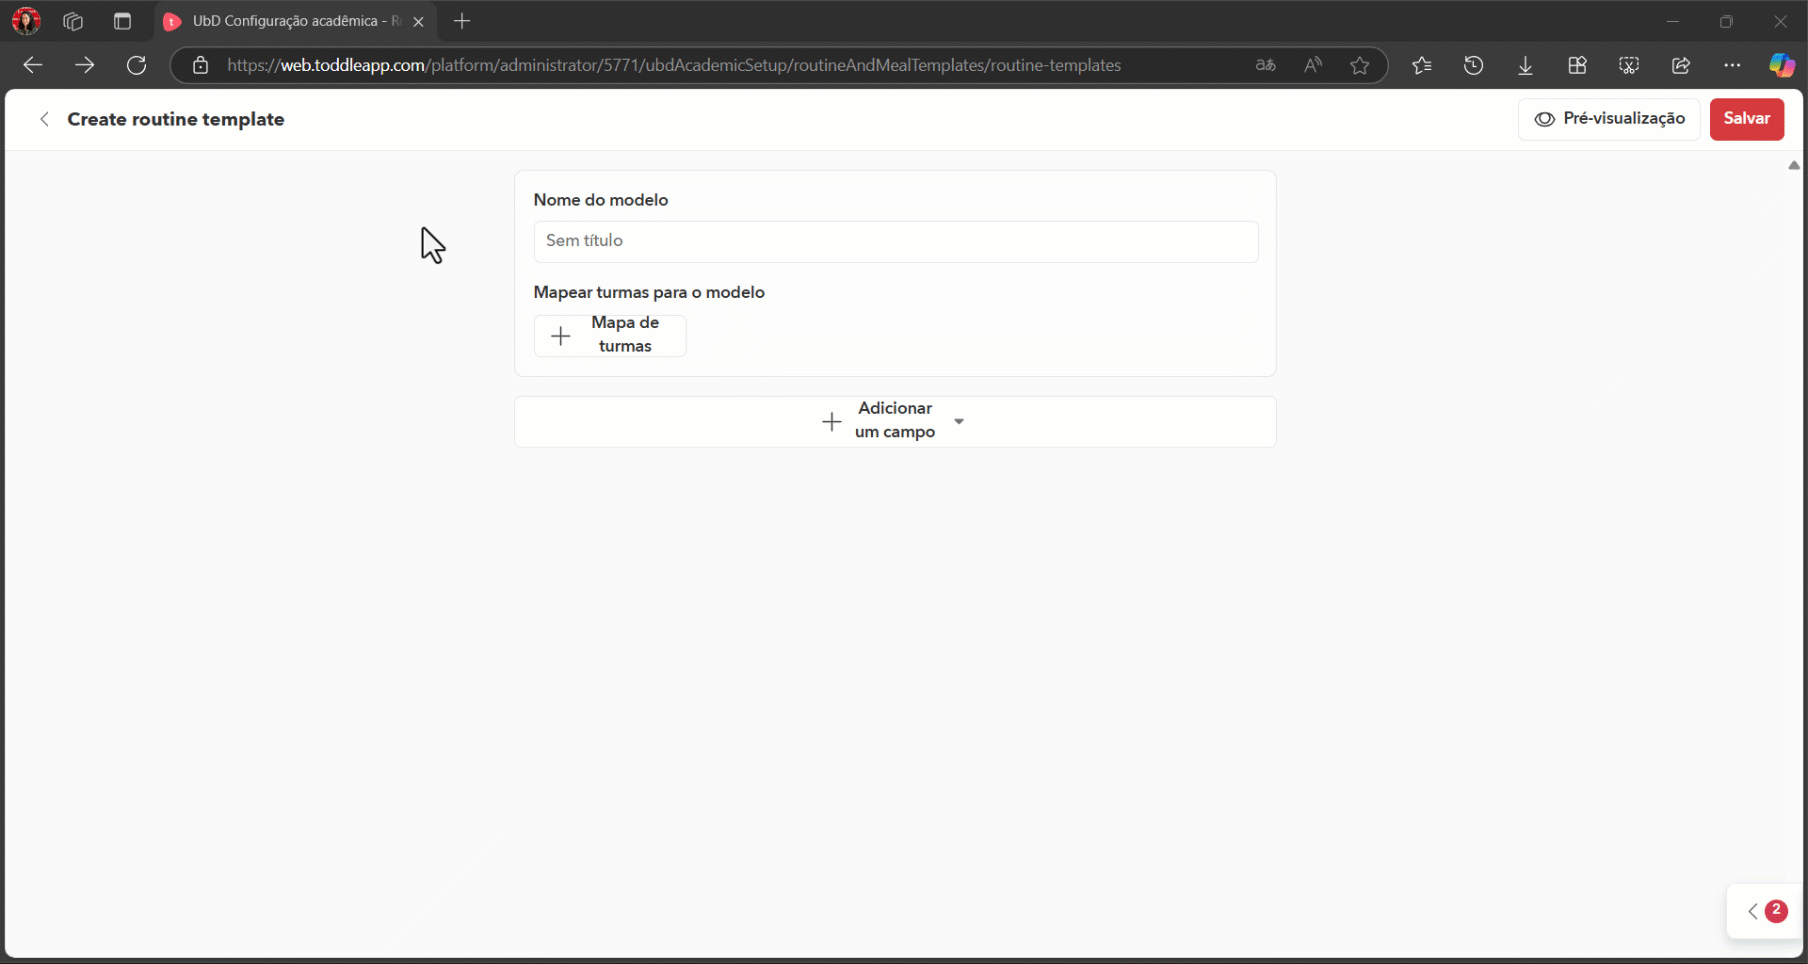 UbD Configuração acadêmica - R
https://web.toddleapp.com/platform/administrator/5771/ubdAcademicSetup/routineAndMealTemplates/routine-templates
Create routine template
Pré-visualização
Salvar
Nome do modelo
Sem título
Mapear turmas para o modelo
Mapa de
turmas
Adicionar
um campo
2